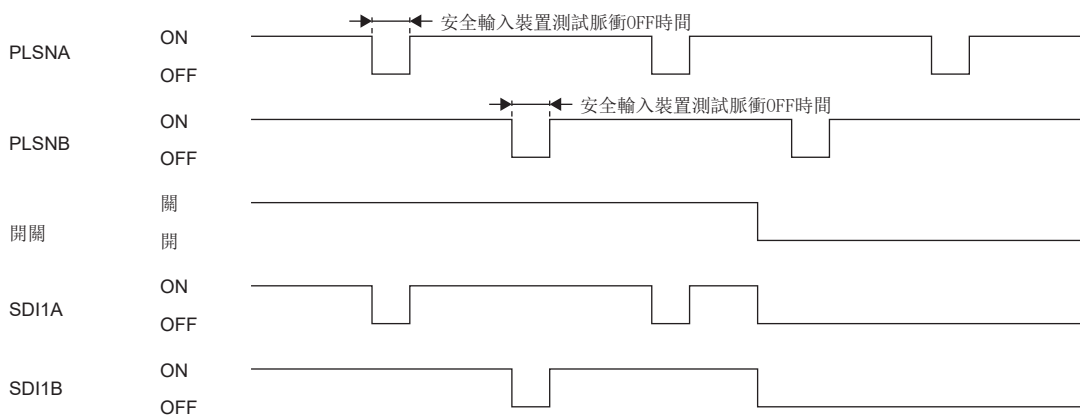 安全輸入裝置測試脈衝OFF時間
PLSNA
ON
OFF
安全輸入裝置測試脈衝OFF時間
PLSNB
ON
OFF
開關
關
開
SDI1A
ON
OFF
SDI1B
ON
OFF